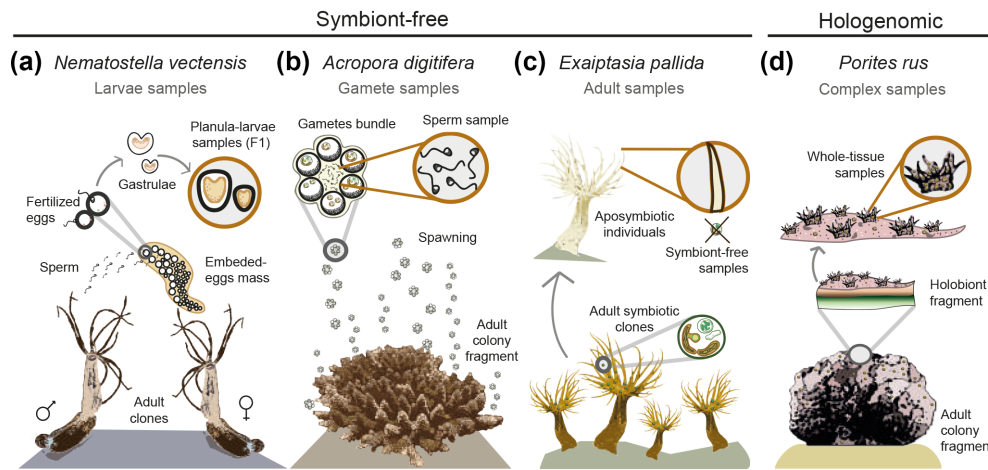 Symbiont-free
Hologenomic
(a) Nematostella vectensis
Larvae samples
Planula-larvae
samples (F1)
Gastrulae
Fertilized
eggs
Sperm
Embeded-
eggs mass
Adult
clones
♂
♀
(b) Acropora digitifera
Gamete samples
Gametes bundle
Sperm sample
Spawning
Adult
colony
fragment
(c) Exaiptasia pallida
Adult samples
Aposymbiotic
individuals
Symbiont-free
samples
Adult symbiotic
clones
(d) Porites rus
Complex samples
Whole-tissue
samples
Holobiont
fragment
Adult
colony
fragment